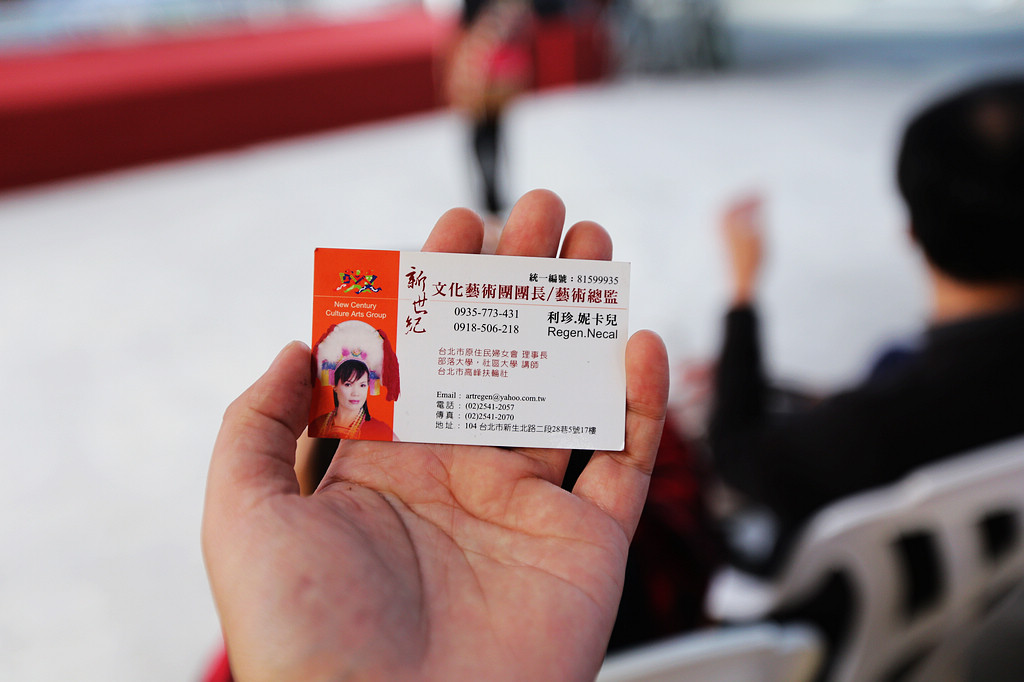 New Century
Culture Arts Group
新世紀
統一編號：81599935
文化藝術團團長/藝術總監
0935-773-431
0918-506-218
利珍.妮卡兒
Regen.Necal
台北市原住民婦女會 理事長
部落大學，社區大學 講師
台北市高峰扶輪社
Email : artregen@yahoo.com.tw
電話 : (02)2541-2057
傳真 : (02)2541-2070
地址 : 104 台北市新生北路二段28巷5號17樓